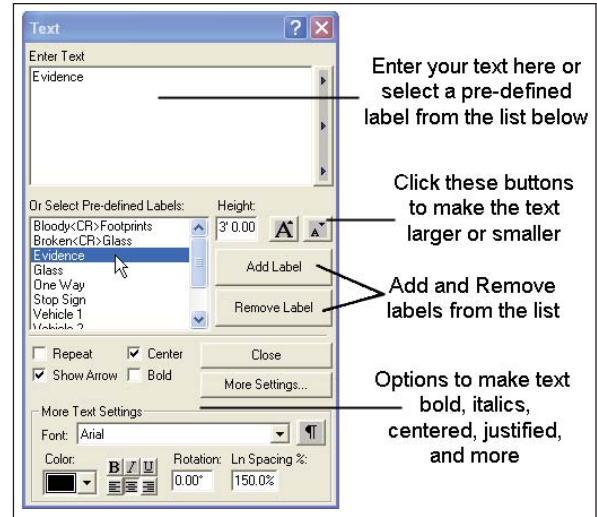 Text
Enter Text
Evidence
Enter your text here or
select a pre-defined
label from the list below
Or Select Pre-defined Labels:
Height:
Bloody<CR>Footprints
Broken<CR>Glass
Evidence
Glass
One Way
Stop Sign
Vehicle 1
Vehicle 2
3' 0.00
A
A
Click these buttons
to make the text
larger or smaller
Add Label
Remove Label
Add and Remove
labels from the list
Repeat
Center
Show Arrow
Bold
Close
More Settings...
Options to make text
bold, italics,
centered, justified,
and more
More Text Settings
Font:
Arial
¶
Color:
B I U
Rotation:
0.00°
Ln Spacing %:
150.0%